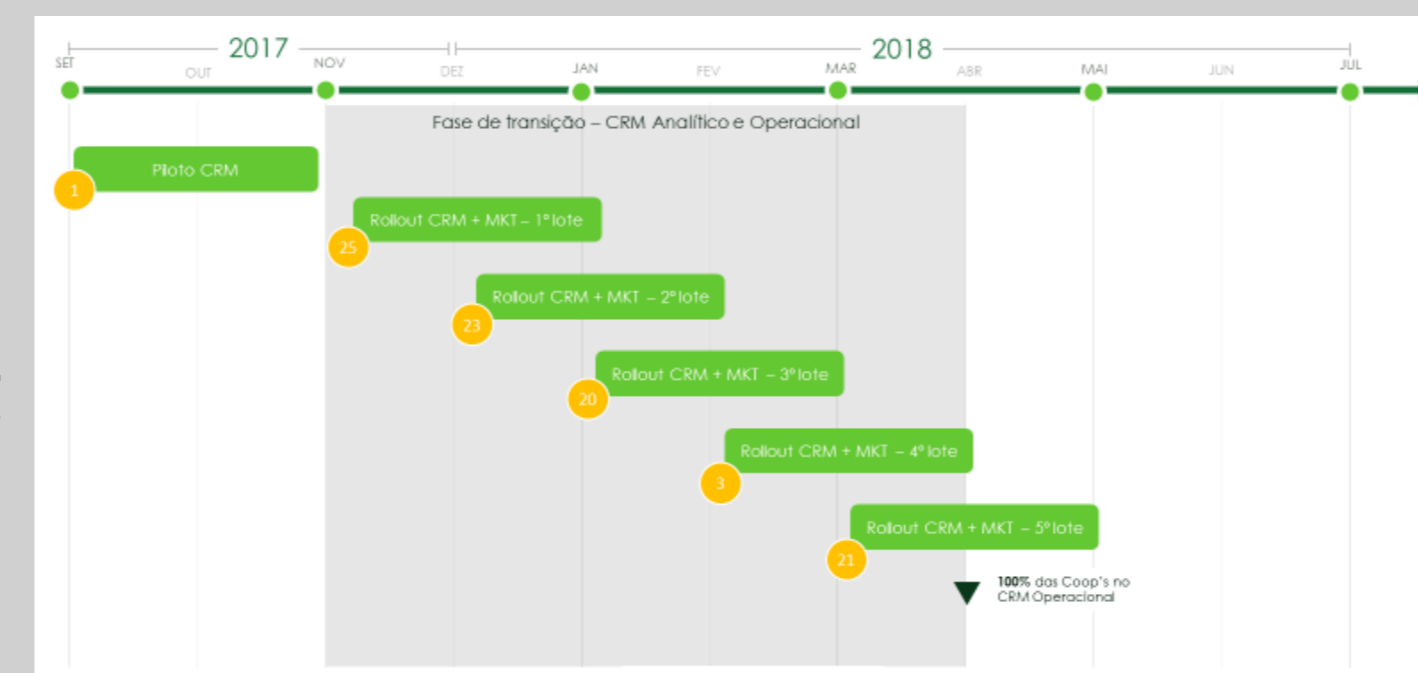 2017
2018
SET
OUT
NOV
DEZ
JAN
FEV
MAR
ABR
MAI
JUN
JUL
Fase de transição – CRM Analítico e Operacional
Piloto CRM
1
Rollout CRM + MKT – 1º lote
25
Rollout CRM + MKT – 2º lote
23
Rollout CRM + MKT – 3º lote
20
Rollout CRM + MKT – 4º lote
3
Rollout CRM + MKT – 5º lote
21
100% das Coop's no
CRM Operacional